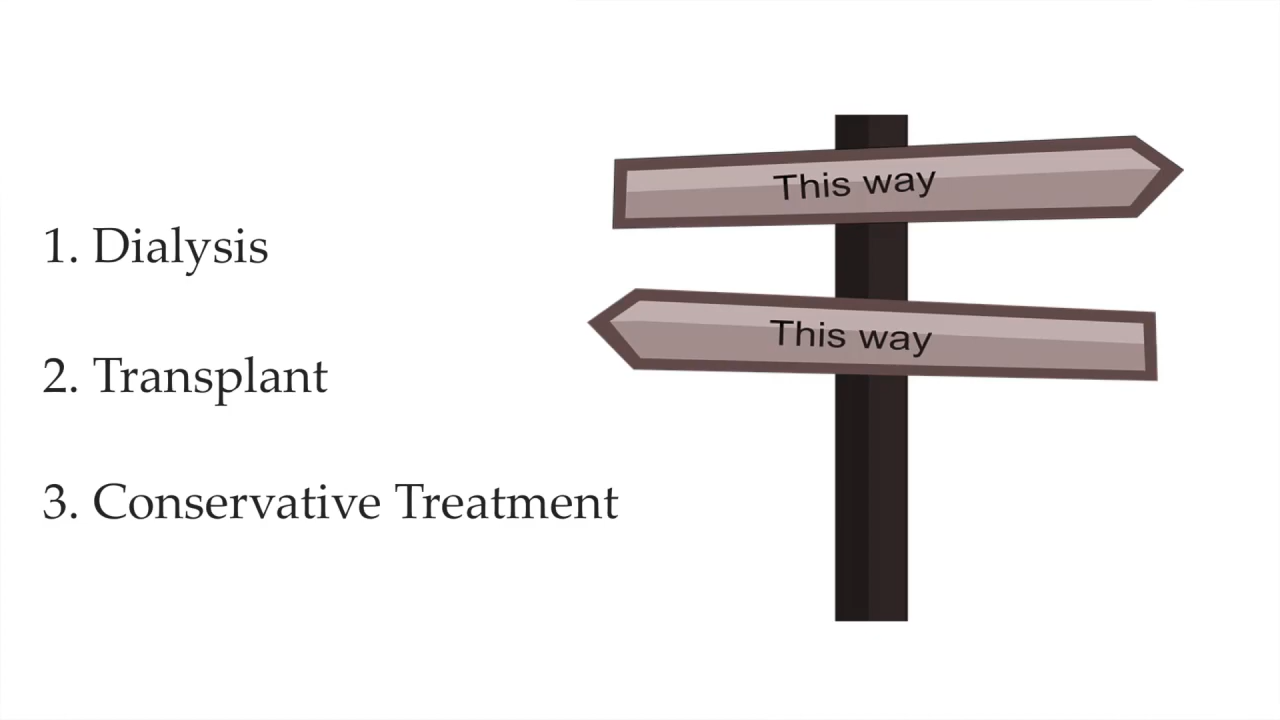 1. Dialysis
2. Transplant
3. Conservative Treatment
This way
This way